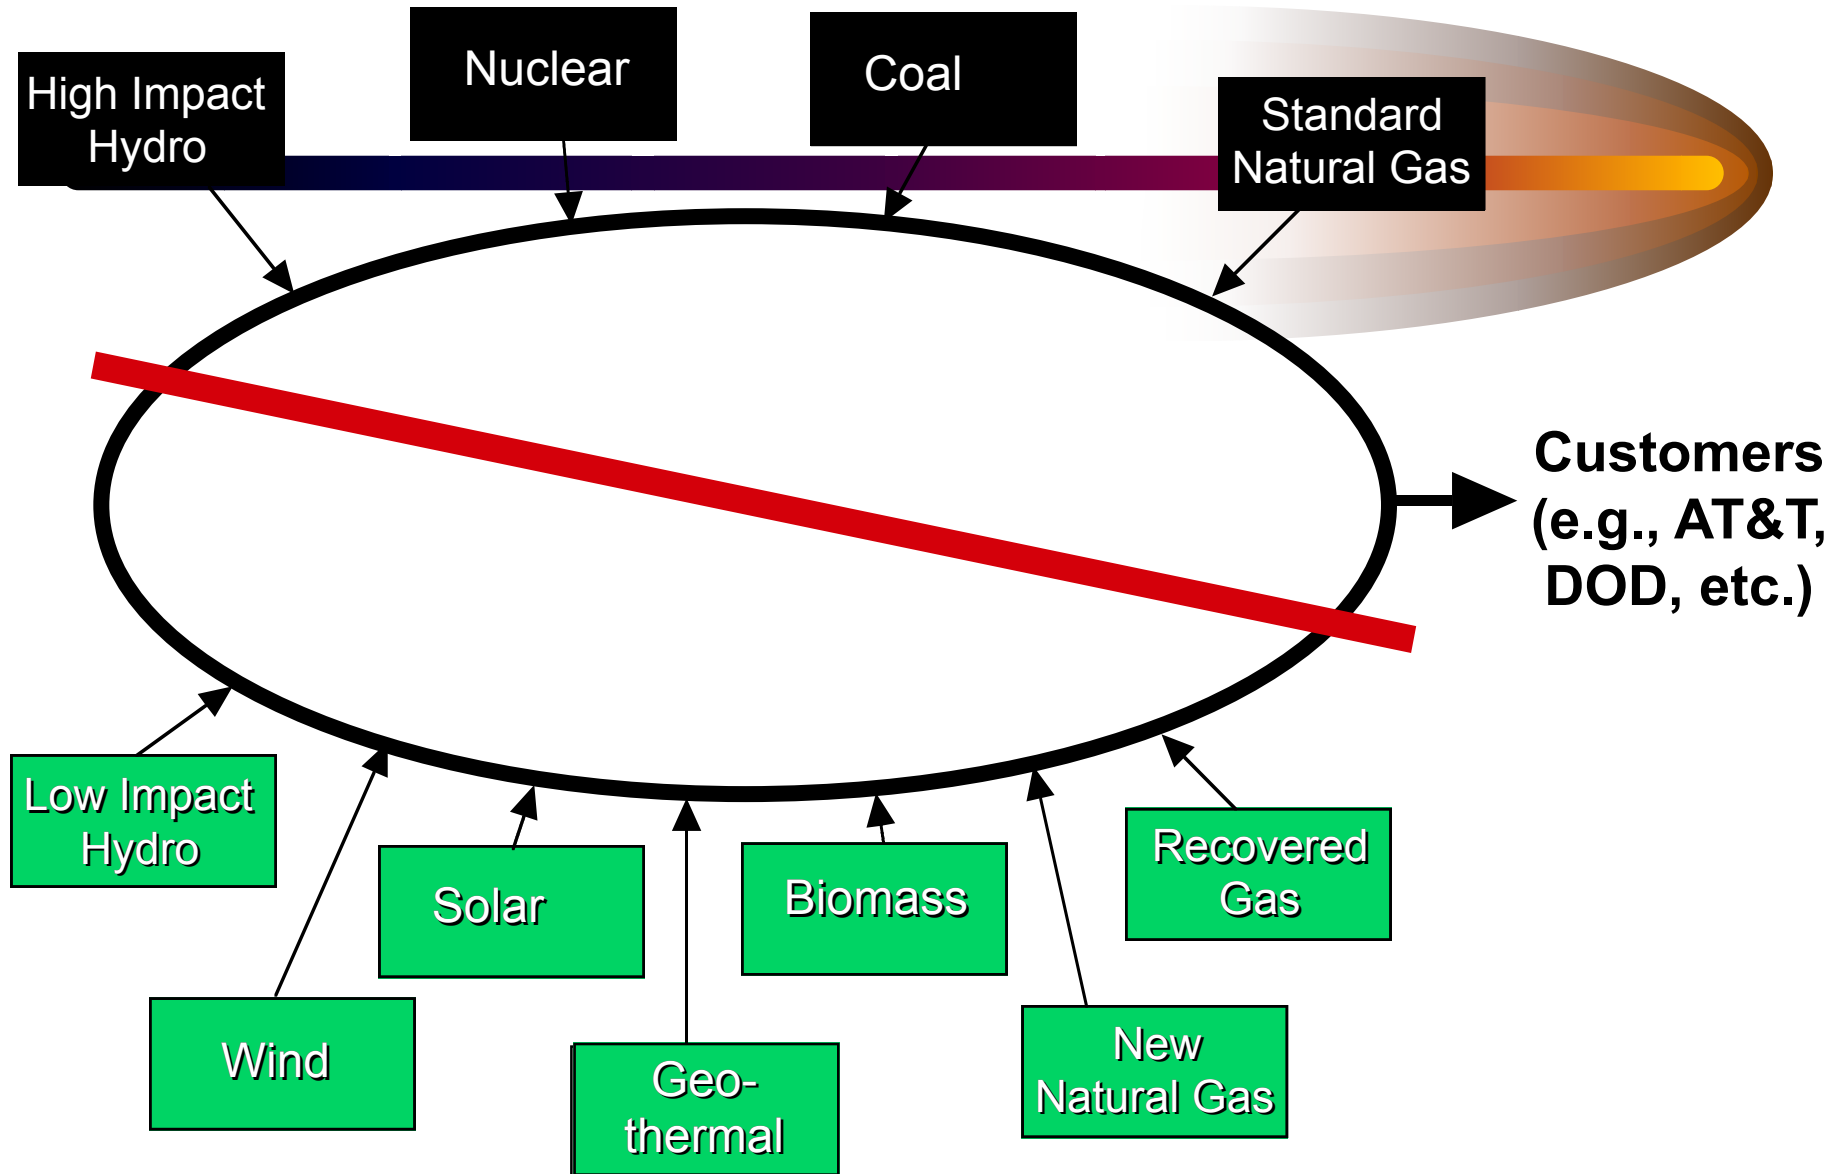 High Impact
Hydro
Nuclear
Coal
Standard
Natural Gas
Customers
(e.g., AT&T,
DOD, etc.)
Low Impact
Hydro
Wind
Solar
Geo-
thermal
Biomass
New
Natural Gas
Recovered
Gas